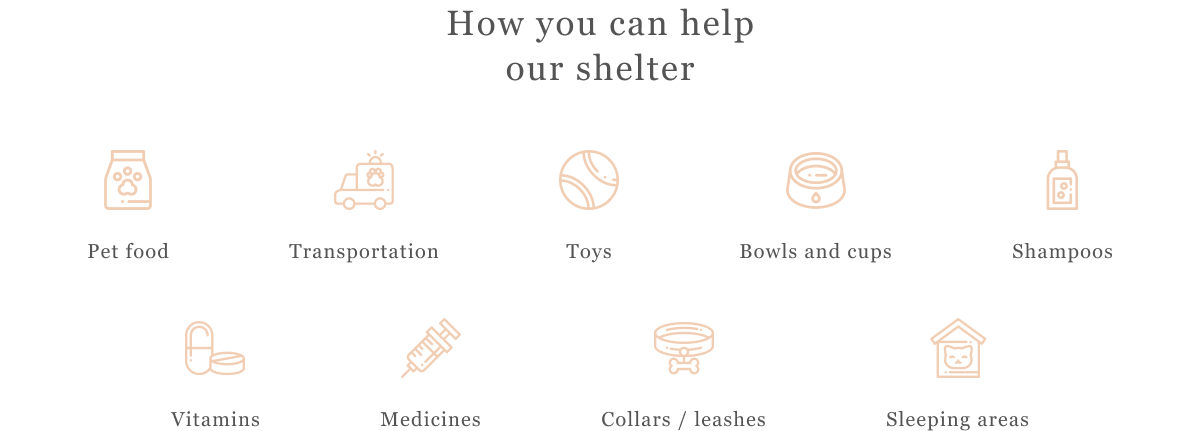 How you can help
our shelter
Pet food
Transportation
Toys
Bowls and cups
Shampoos
Vitamins
Medicines
Collars / leashes
Sleeping areas